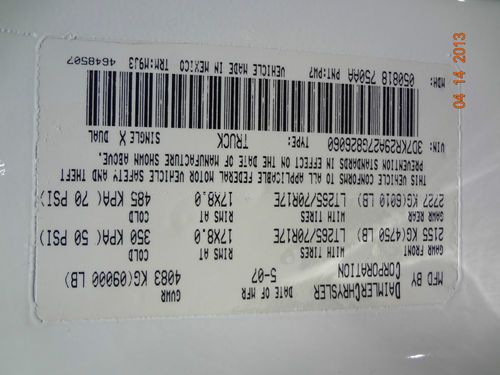 MFD BY DAIMLERCHRYSLER CORPORATION
DATE OF MFR 5-07
GVWR 4083 KG(09000 LB)
GAWR FRONT WITH TIRES RIMS AT COLD
2155 KG(4750 LB) LT265/70R17E 17X8.0 350 KPA( 50 PSI)
GAWR REAR WITH TIRES RIMS AT COLD
2727 KG(6010 LB) LT265/70R17E 17X8.0 485 KPA( 70 PSI)
THIS VEHICLE CONFORMS TO ALL APPLICABLE FEDERAL MOTOR VEHICLE SAFETY AND THEFT
PREVENTION STANDARDS IN EFFECT ON THE DATE OF MANUFACTURE SHOWN ABOVE.
VIN: 3D7KR29A27G826060 TYPE: TRUCK SINGLE X DUAL
MDH: 050818 750AA PNT:PW7 VEHICLE MADE IN MEXICO TRM:M9J3 4648507
04 14 2013